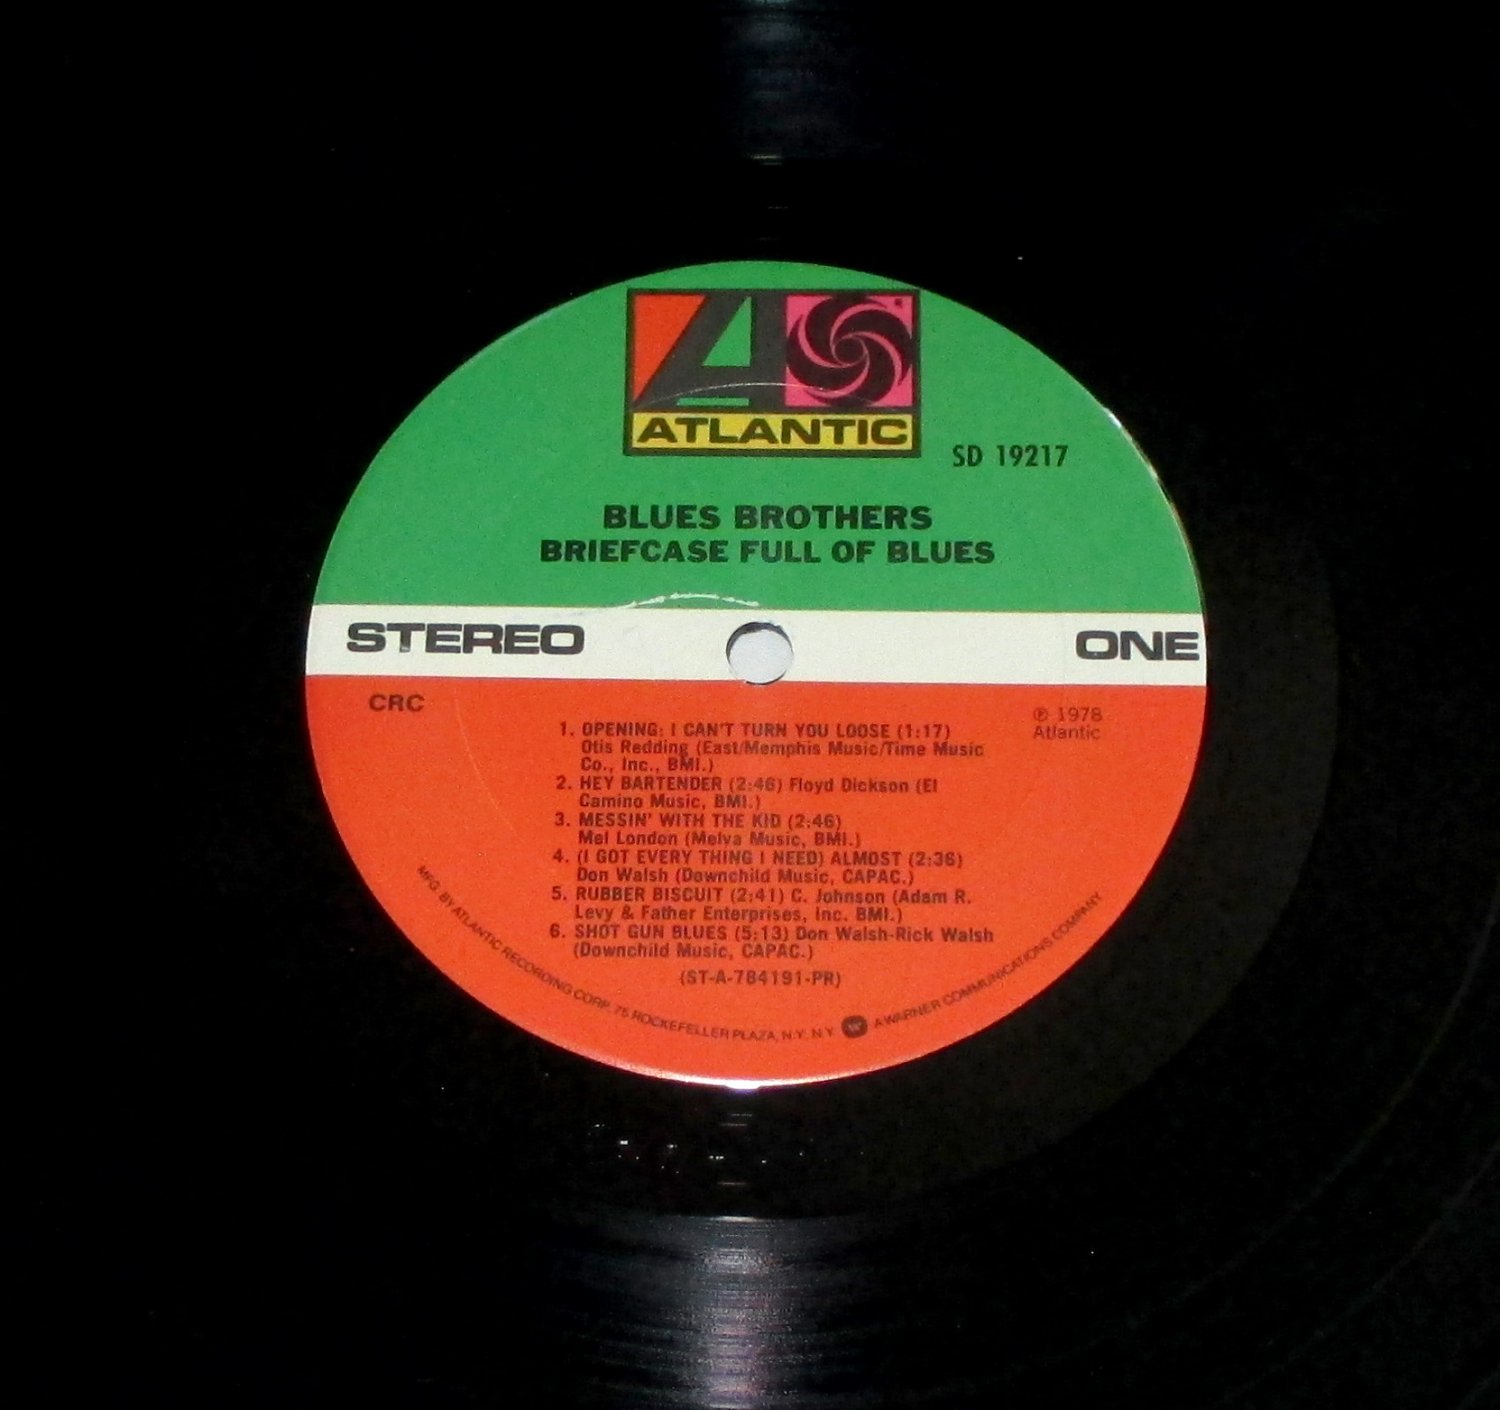 ATLANTIC
SD 19217
BLUES BROTHERS
BRIEFCASE FULL OF BLUES
STEREO
ONE
CRC
℗ 1978
Atlantic
1. OPENING: I CAN'T TURN YOU LOOSE (1:17)
Otis Redding (East/Memphis Music/Time Music
Co., Inc., BMI.)
2. HEY BARTENDER (2:46) Floyd Dickson (El
Camino Music, BMI.)
3. MESSIN' WITH THE KID (2:46)
Mel London (Melva Music, BMI.)
4. (I GOT EVERY THING I NEED) ALMOST (2:36)
Don Walsh (Downchild Music, CAPAC.)
5. RUBBER BISCUIT (2:41) C. Johnson (Adam R.
Levy & Father Enterprises, Inc. BMI.)
6. SHOT GUN BLUES (5:13) Don Walsh-Rick Walsh
(Downchild Music, CAPAC.)
(ST-A-784191-PR)
MFG. BY ATLANTIC RECORDING CORP. 75 ROCKEFELLER PLAZA, N.Y. N.Y. W A WARNER COMMUNICATIONS COMPANY